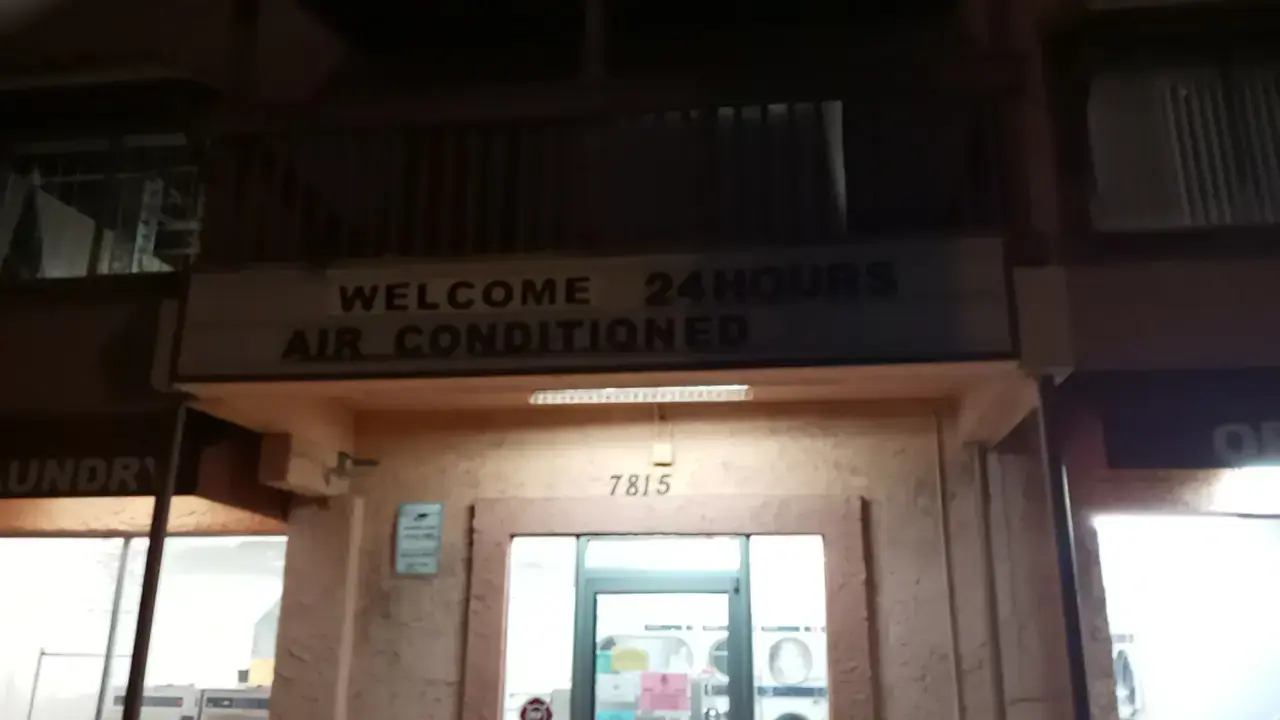 WELCOME 24HOURS
AIR CONDITIONED
AUNDRY
7815